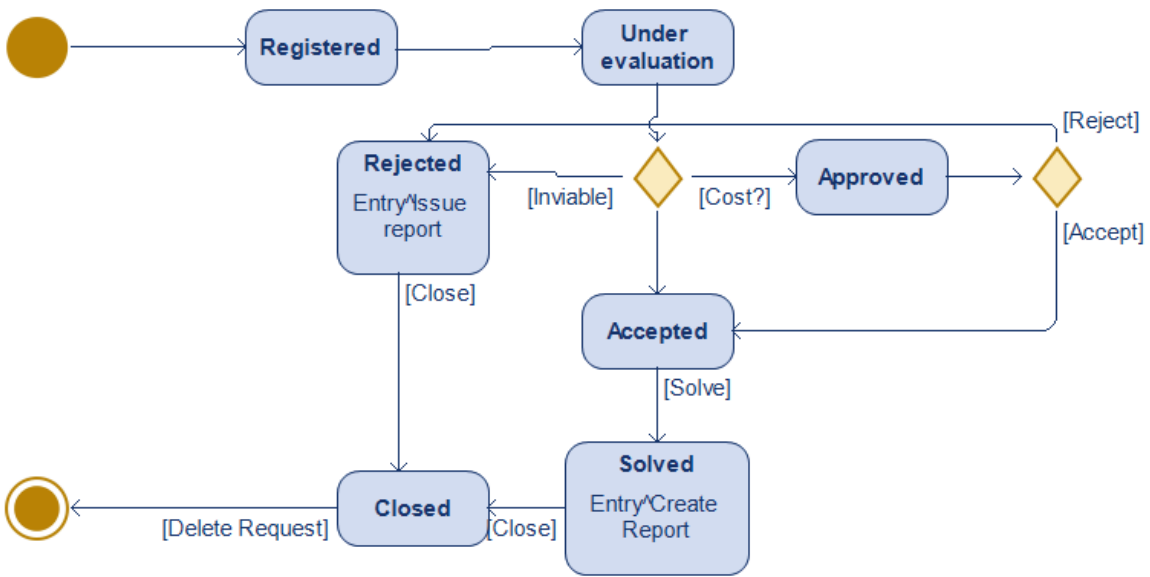 Registered
Under
evaluation
[Reject]
Rejected
Entry^Issue
report
[Inviable]
[Cost?]
Approved
[Accept]
[Close]
Accepted
[Solve]
Solved
Entry^Create
Report
Closed
[Delete Request]
[Close]